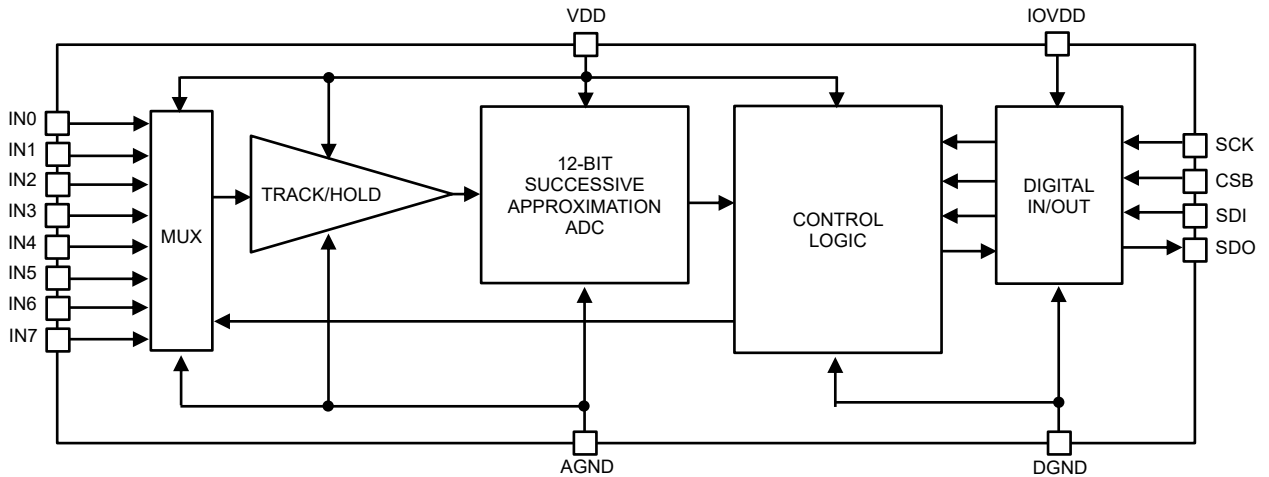 VDD
IOVDD
IN0
IN1
IN2
IN3
IN4
IN5
IN6
IN7
MUX
TRACK/HOLD
12-BIT
SUCCESSIVE
APPROXIMATION
ADC
CONTROL
LOGIC
DIGITAL
IN/OUT
SCK
CSB
SDI
SDO
AGND
DGND